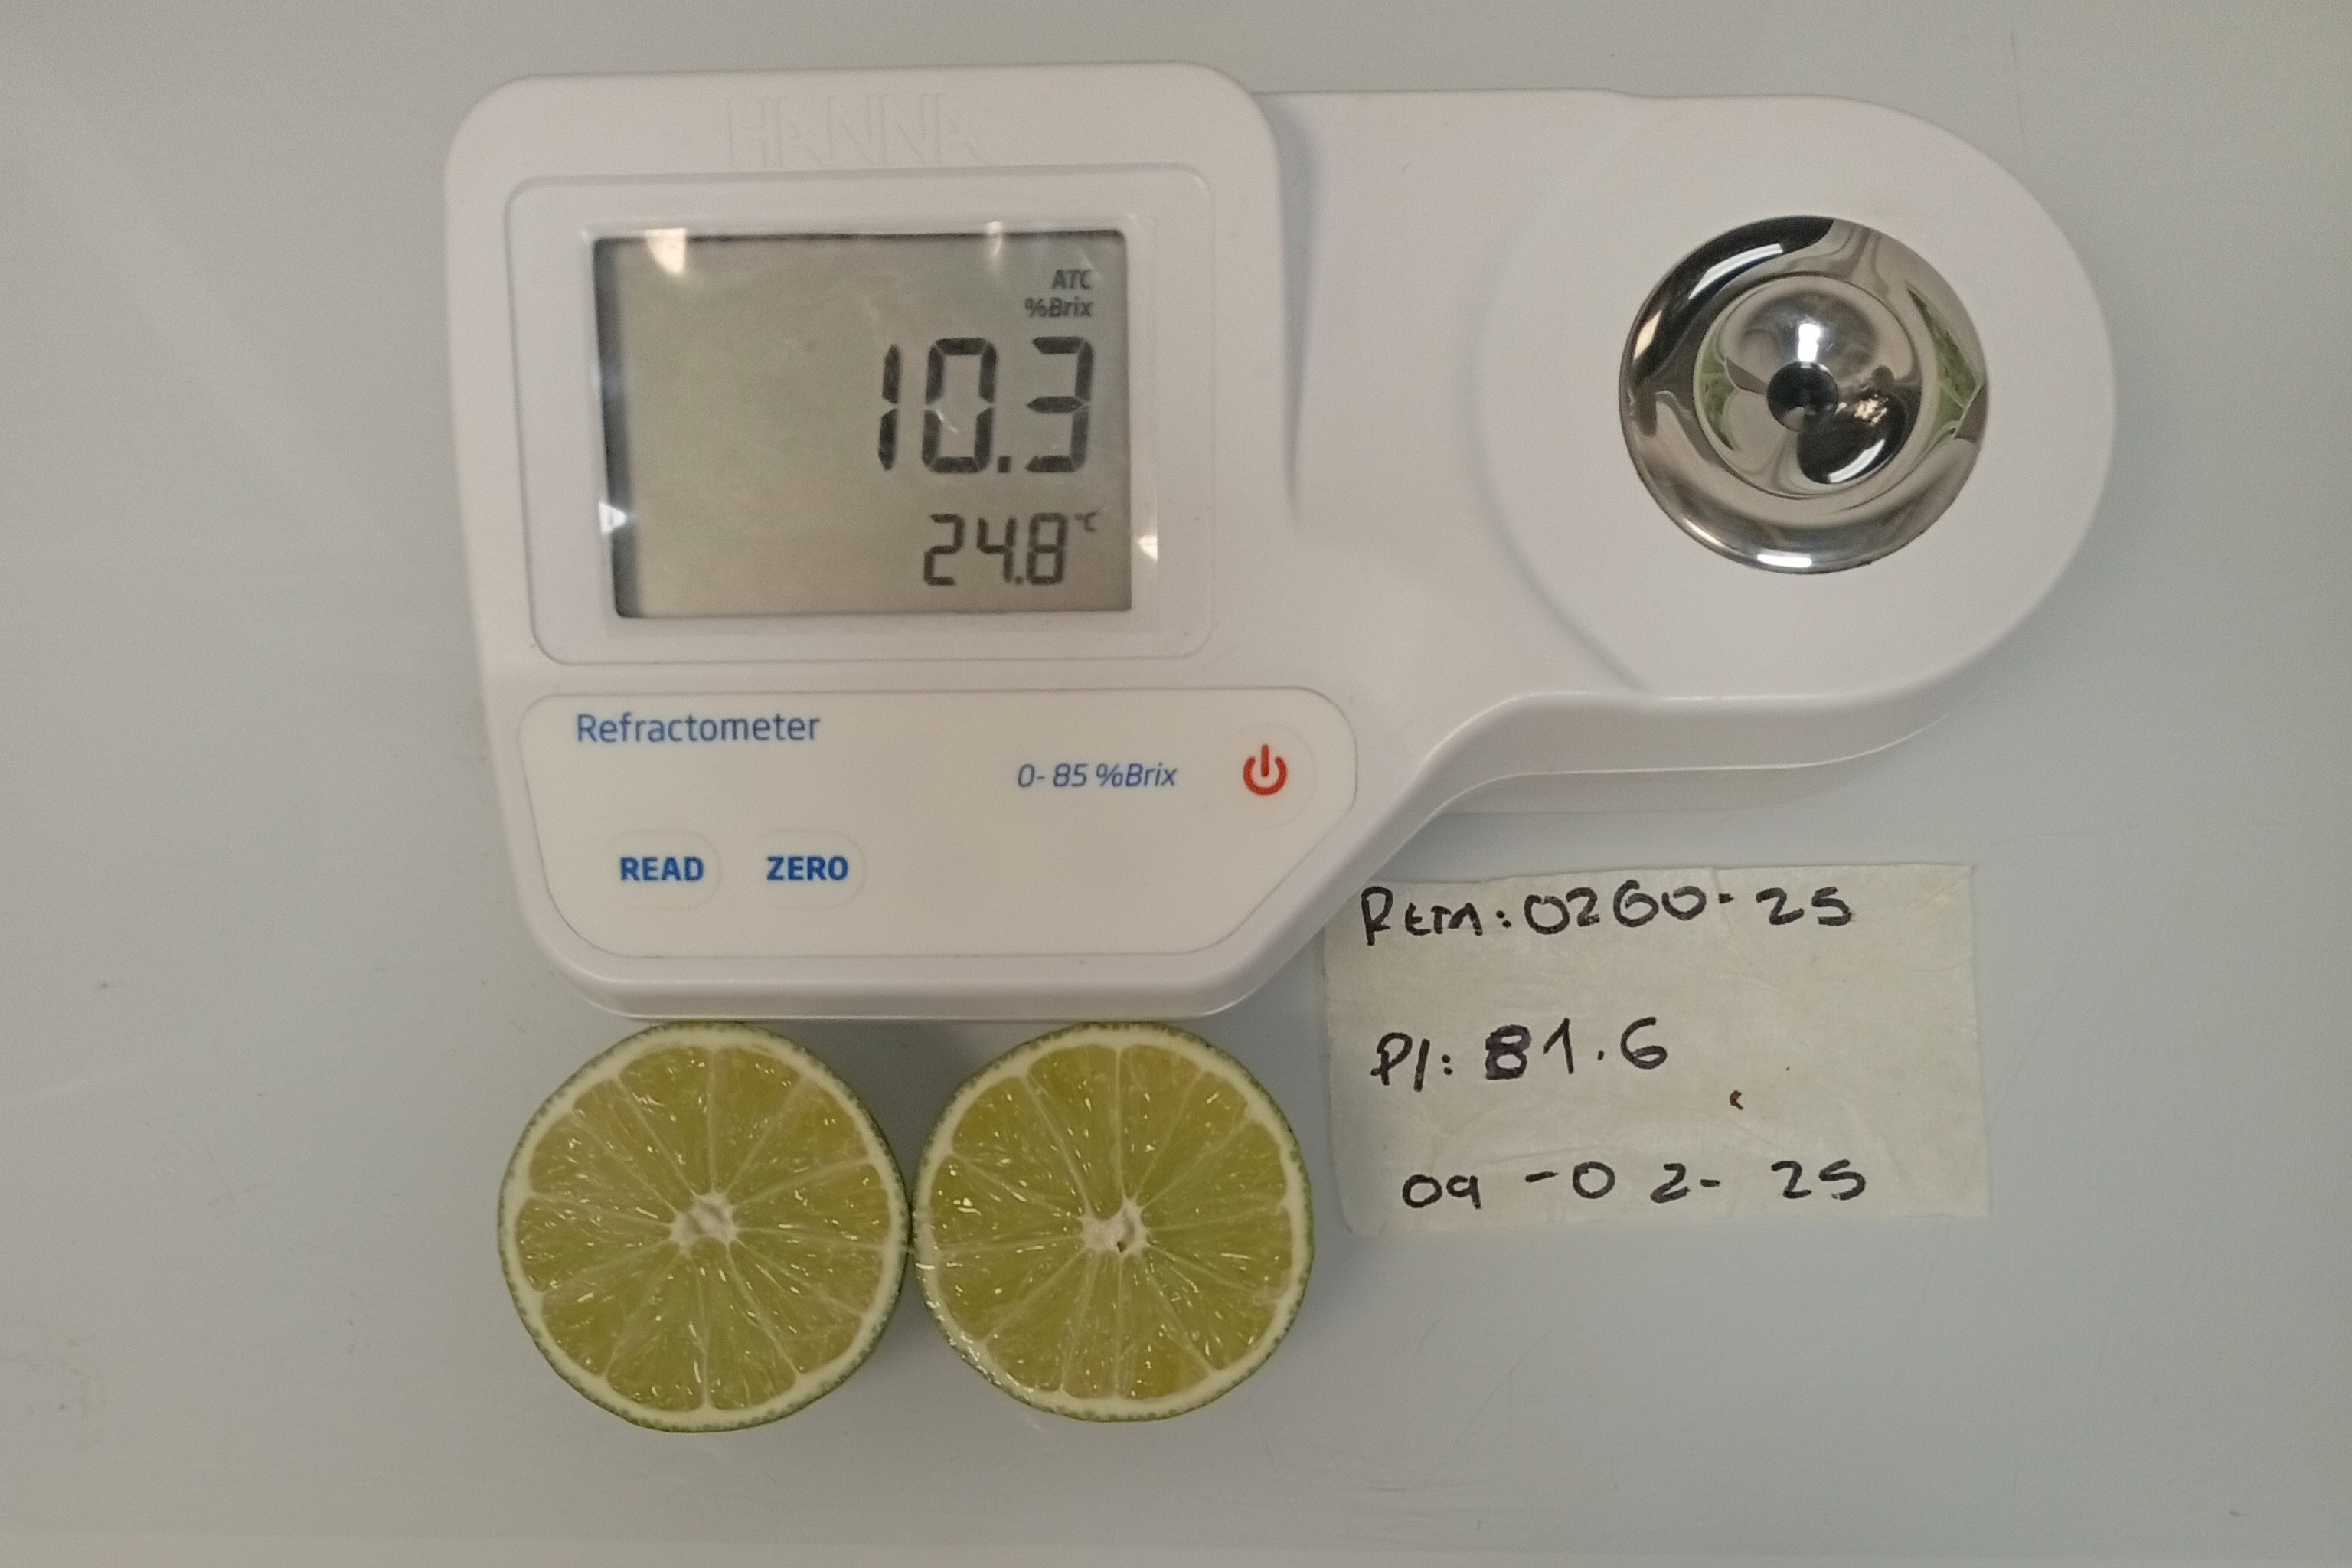 HANNA
ATC
%Brix
10.3
24.8°C
Refractometer
0-85 %Brix
READ ZERO
Rem: 0260-25
P/: 81.6
09-02-25